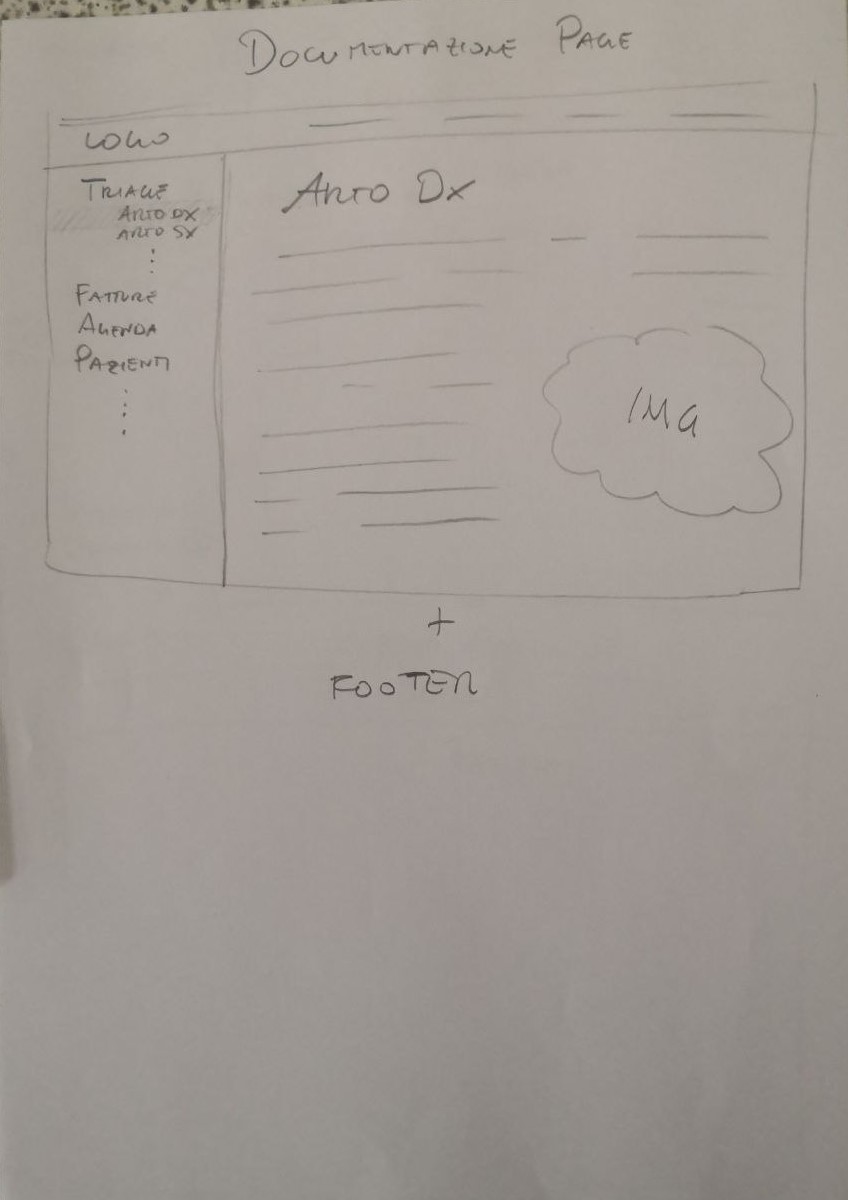 DOCUMENTAZIONE PAGE
LOGO
TRIAGE
ARTO DX
ARTO SX
FATTURE
AGENDA
PAZIENTI
ARTO DX
IMG
+
FOOTER